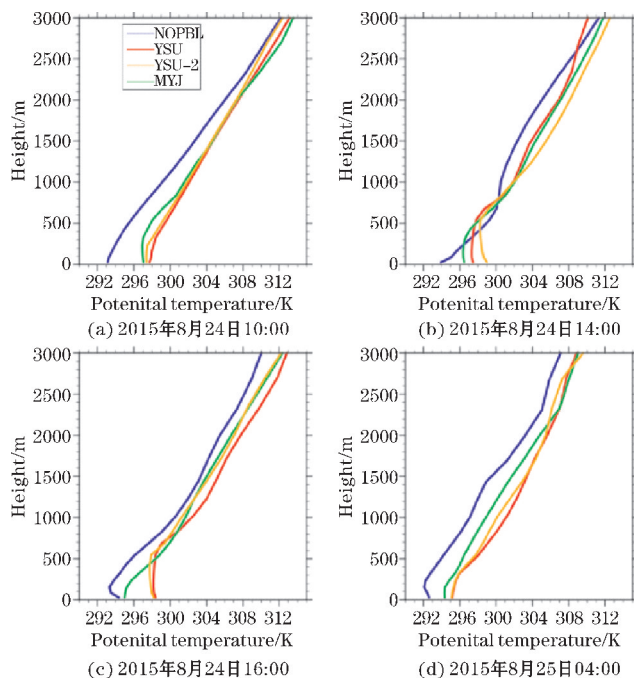 3000
2500
2000
1500
1000
500
0
Height/m
NOPBL
YSU
YSU-2
MYJ
292 296 300 304 308 312
Potenital temperature/K
(a) 2015年8月24日10:00
3000
2500
2000
1500
1000
500
0
Height/m
292 296 300 304 308 312
Potenital temperature/K
(b) 2015年8月24日14:00
3000
2500
2000
1500
1000
500
0
Height/m
292 296 300 304 308 312
Potenital temperature/K
(c) 2015年8月24日16:00
3000
2500
2000
1500
1000
500
0
Height/m
292 296 300 304 308 312
Potenital temperature/K
(d) 2015年8月25日04:00